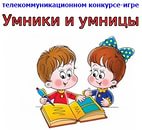 телекоммуникационном конкурсе-игре
Умники и умницы